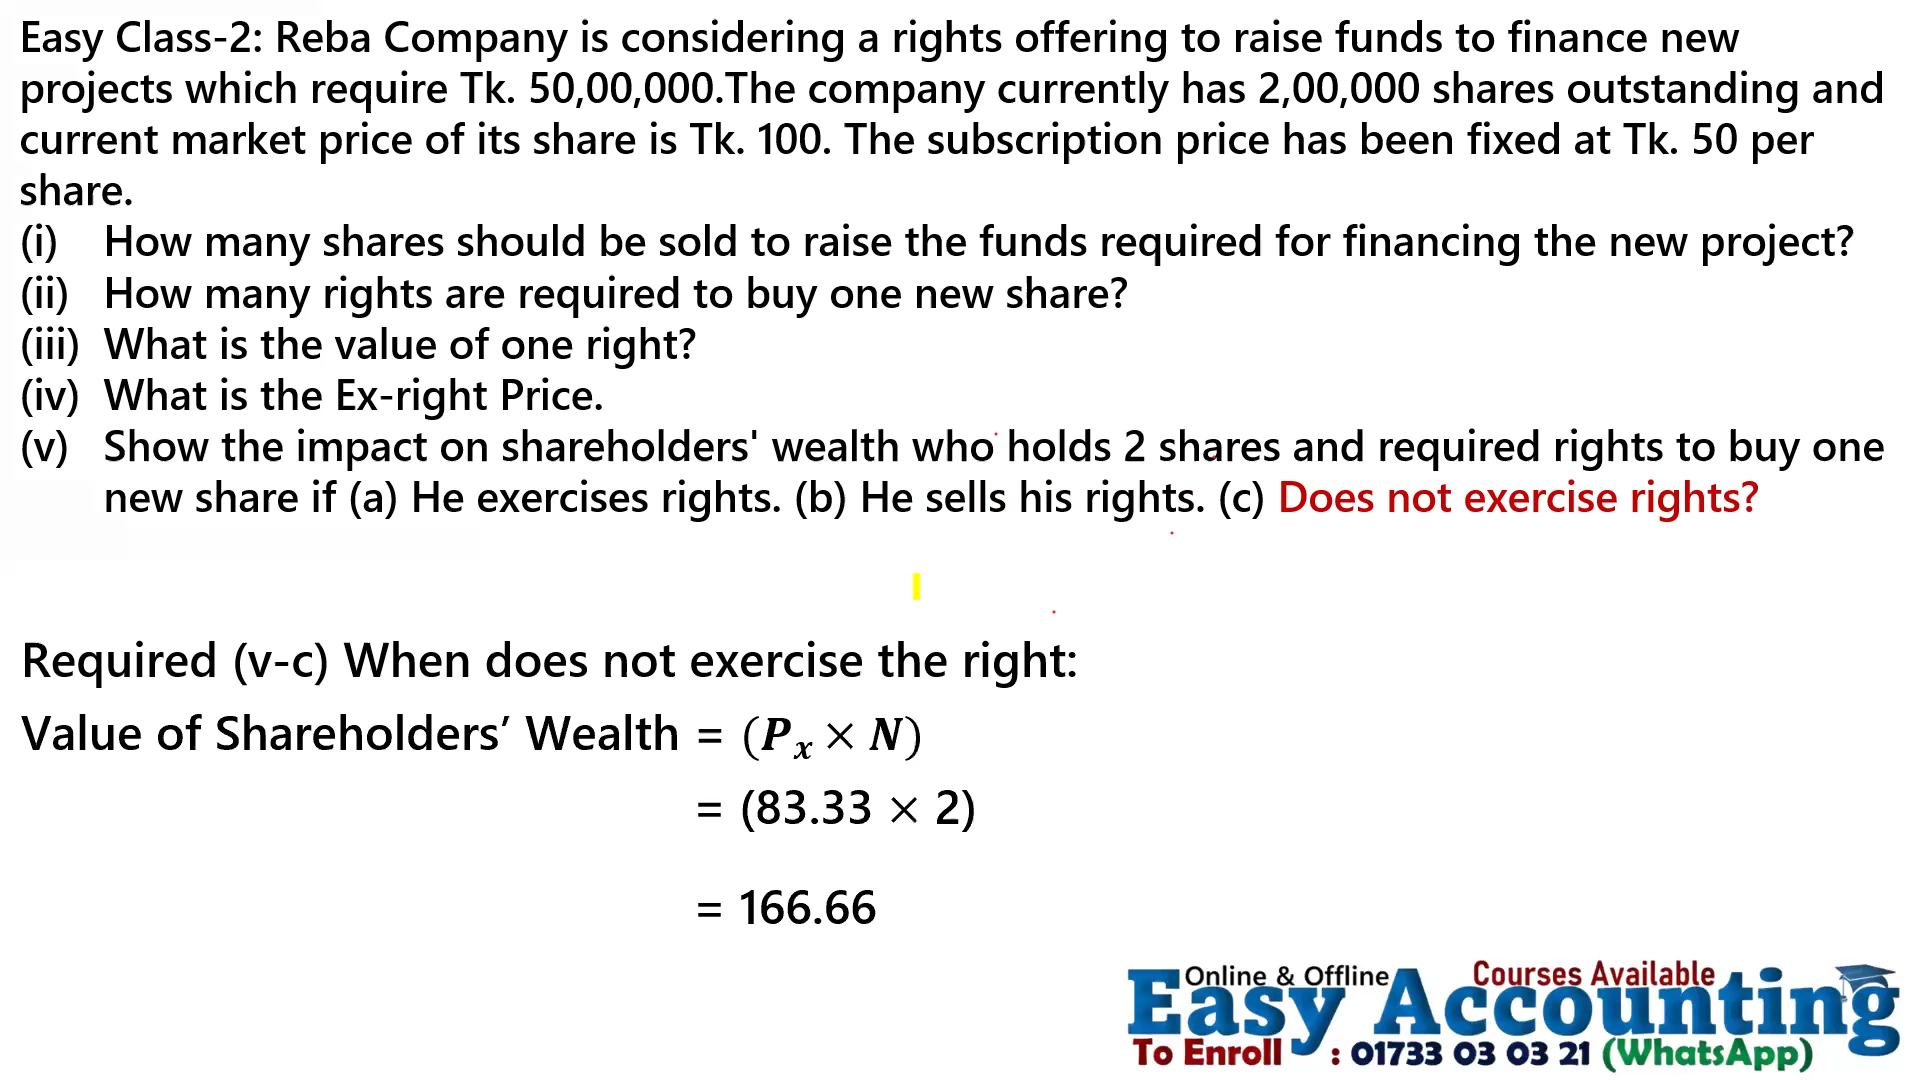 Easy Class-2: Reba Company is considering a rights offering to raise funds to finance new
projects which require Tk. 50,00,000.The company currently has 2,00,000 shares outstanding and
current market price of its share is Tk. 100. The subscription price has been fixed at Tk. 50 per
share.
(i) How many shares should be sold to raise the funds required for financing the new project?
(ii) How many rights are required to buy one new share?
(iii) What is the value of one right?
(iv) What is the Ex-right Price.
(v) Show the impact on shareholders' wealth who holds 2 shares and required rights to buy one
new share if (a) He exercises rights. (b) He sells his rights. (c) Does not exercise rights?
Required (v-c) When does not exercise the right:
Value of Shareholders’ Wealth = (Pₓ × N)
= (83.33 × 2)
= 166.66
Online & Offline Courses Available
Easy Accounting
To Enroll : 01733 03 03 21 (WhatsApp)